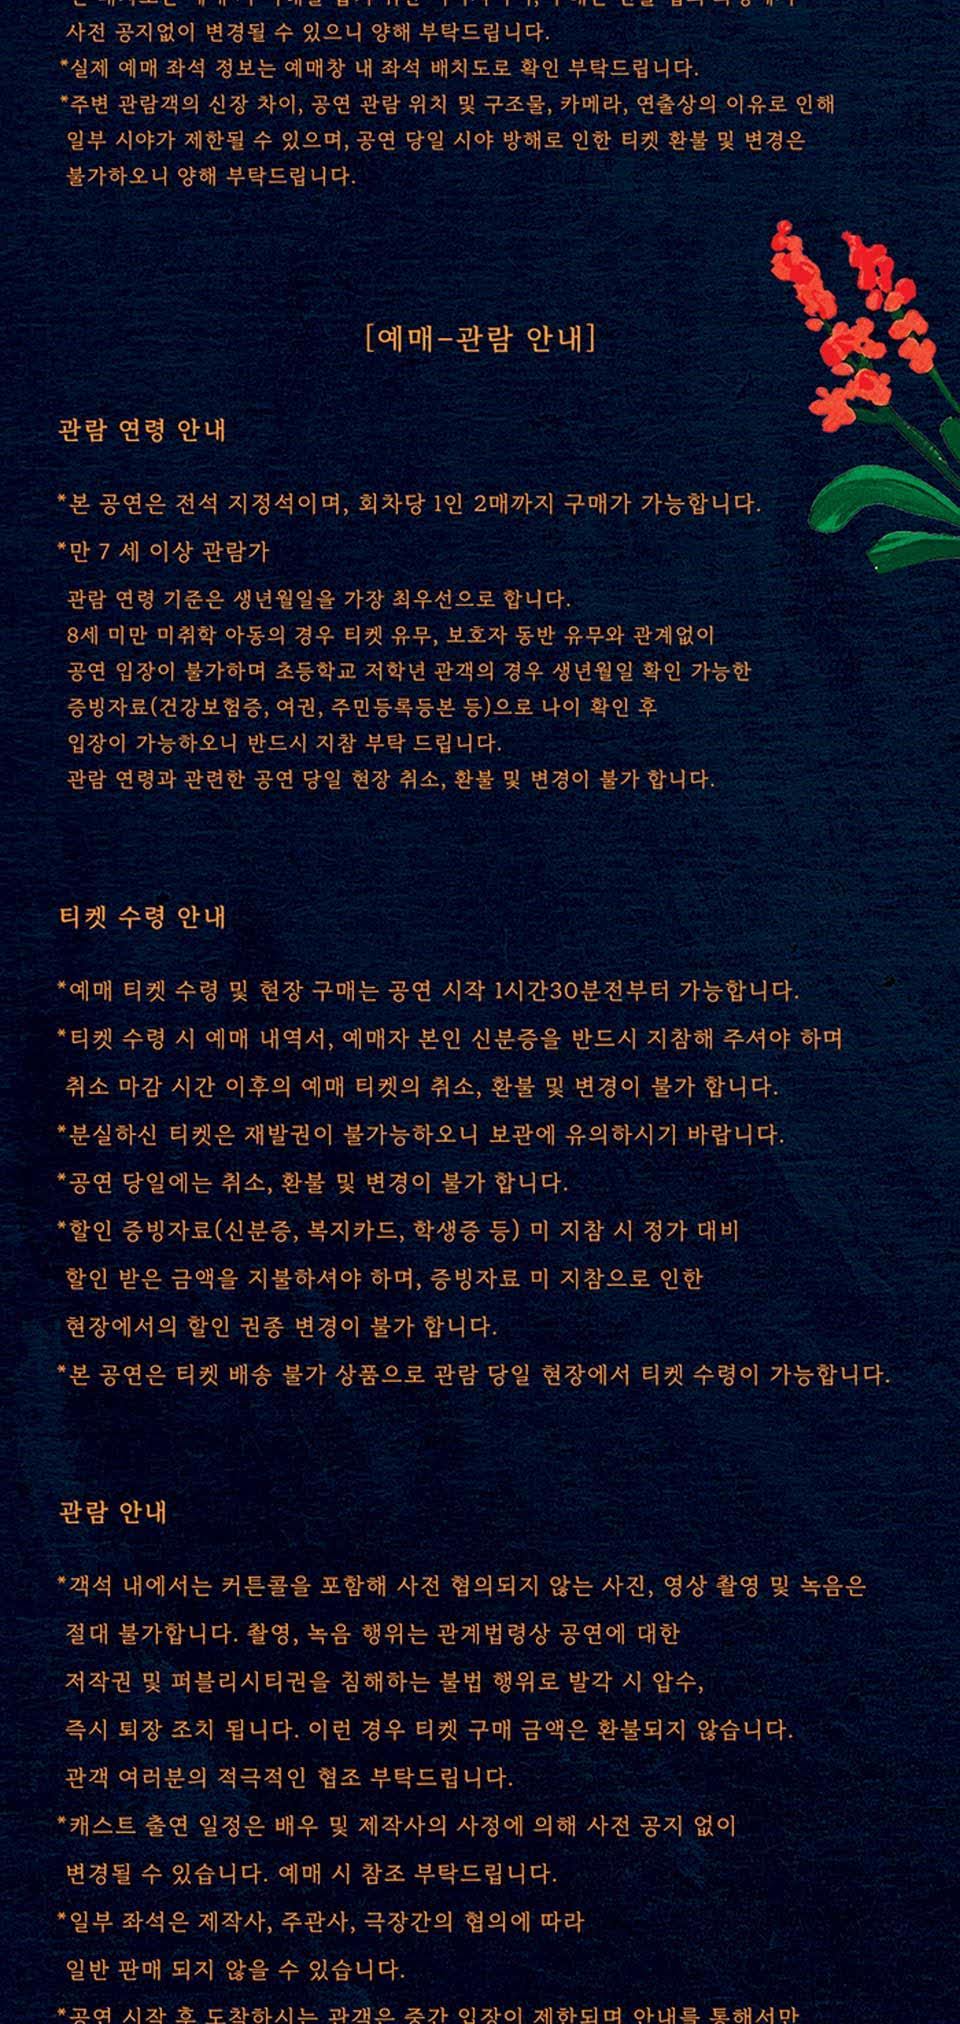 사전 공지없이 변경될 수 있으니 양해 부탁드립니다.
*실제 예매 좌석 정보는 예매창 내 좌석 배치도로 확인 부탁드립니다.
*주변 관람객의 신장 차이, 공연 관람 위치 및 구조물, 카메라, 연출상의 이유로 인해
일부 시야가 제한될 수 있으며, 공연 당일 시야 방해로 인한 티켓 환불 및 변경은
불가하오니 양해 부탁드립니다.
[예매-관람 안내]
관람 연령 안내
*본 공연은 전석 지정석이며, 회차당 1인 2매까지 구매가 가능합니다.
*만 7 세 이상 관람가
관람 연령 기준은 생년월일을 가장 최우선으로 합니다.
8세 미만 미취학 아동의 경우 티켓 유무, 보호자 동반 유무와 관계없이
공연 입장이 불가하며 초등학교 저학년 관객의 경우 생년월일 확인 가능한
증빙자료(건강보험증, 여권, 주민등록등본 등)으로 나이 확인 후
입장이 가능하오니 반드시 지참 부탁 드립니다.
관람 연령과 관련한 공연 당일 현장 취소, 환불 및 변경이 불가 합니다.
티켓 수령 안내
*예매 티켓 수령 및 현장 구매는 공연 시작 1시간30분전부터 가능합니다.
*티켓 수령 시 예매 내역서, 예매자 본인 신분증을 반드시 지참해 주셔야 하며
취소 마감 시간 이후의 예매 티켓의 취소, 환불 및 변경이 불가 합니다.
*분실하신 티켓은 재발권이 불가능하오니 보관에 유의하시기 바랍니다.
*공연 당일에는 취소, 환불 및 변경이 불가 합니다.
*할인 증빙자료(신분증, 복지카드, 학생증 등) 미 지참 시 정가 대비
할인 받은 금액을 지불하셔야 하며, 증빙자료 미 지참으로 인한
현장에서의 할인 권종 변경이 불가 합니다.
*본 공연은 티켓 배송 불가 상품으로 관람 당일 현장에서 티켓 수령이 가능합니다.
관람 안내
*객석 내에서는 커튼콜을 포함해 사전 협의되지 않는 사진, 영상 촬영 및 녹음은
절대 불가합니다. 촬영, 녹음 행위는 관계법령상 공연에 대한
저작권 및 퍼블리시티권을 침해하는 불법 행위로 발각 시 압수,
즉시 퇴장 조치 됩니다. 이런 경우 티켓 구매 금액은 환불되지 않습니다.
관객 여러분의 적극적인 협조 부탁드립니다.
*캐스트 출연 일정은 배우 및 제작사의 사정에 의해 사전 공지 없이
변경될 수 있습니다. 예매 시 참조 부탁드립니다.
*일부 좌석은 제작사, 주관사, 극장간의 협의에 따라
일반 판매 되지 않을 수 있습니다.
*공연 시작 후 도착하시는 관객은 중간 입장이 제한되며 안내를 통해서만